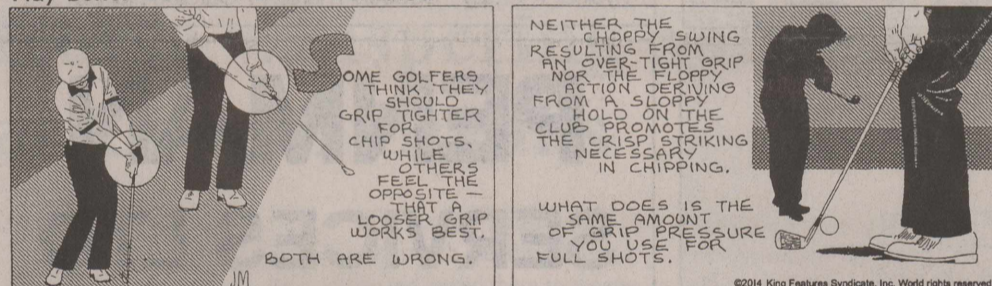 SOME GOLFERS
THINK THEY
SHOULD
GRIP TIGHTER
FOR
CHIP SHOTS,
WHILE
OTHERS
FEEL THE
OPPOSITE —
THAT A
LOOSER GRIP
WORKS BEST.
BOTH ARE WRONG.
JM
NEITHER THE
CHOPPY SWING
RESULTING FROM
AN OVER-TIGHT GRIP
NOR THE FLOPPY
ACTION DERIVING
FROM A SLOPPY
HOLD ON THE
CLUB PROMOTES
THE CRISP STRIKING
NECESSARY
IN CHIPPING.
WHAT DOES IS THE
SAME AMOUNT
OF GRIP PRESSURE
YOU USE FOR
FULL SHOTS.
©2014 King Features Syndicate, Inc. World rights reserved.